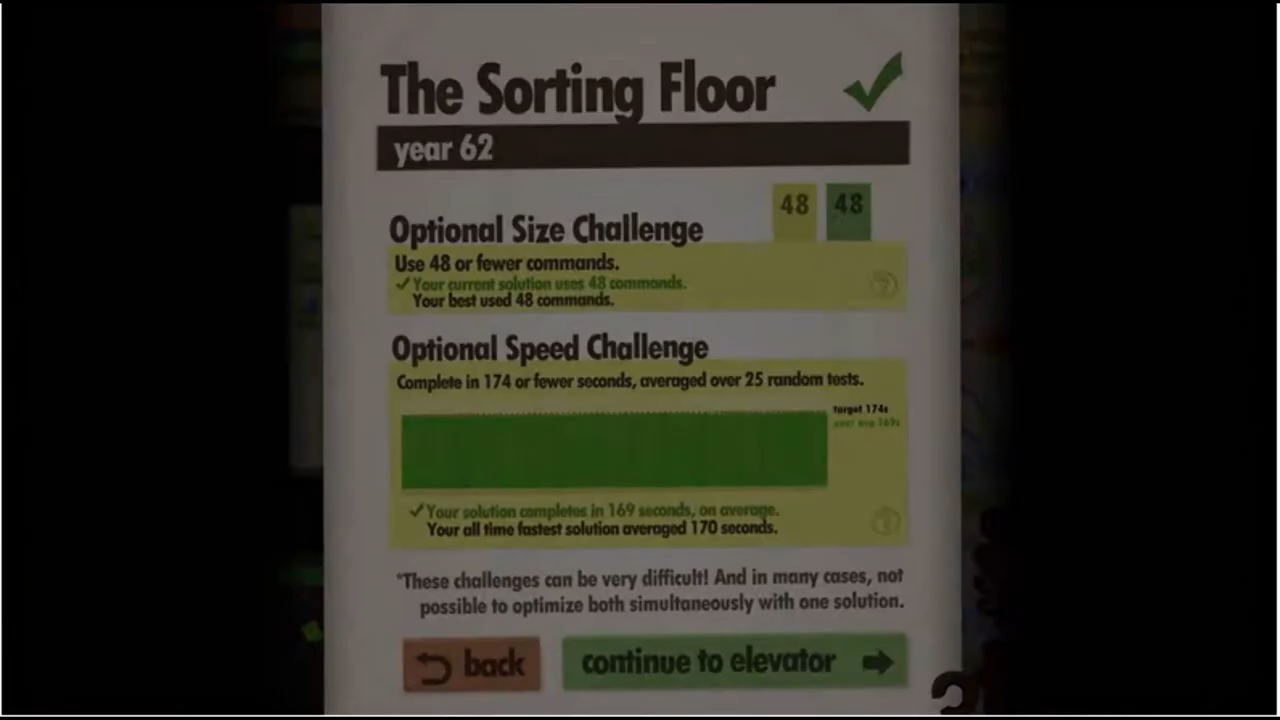 The Sorting Floor
year 62
48 48
Optional Size Challenge
Use 48 or fewer commands.
Your current solution uses 48 commands.
Your best used 48 commands.
Optional Speed Challenge
Complete in 174 or fewer seconds, averaged over 25 random tests.
target 174s
your avg 169s
Your solution completes in 169 seconds, on average.
Your all time fastest solution averaged 170 seconds.
*These challenges can be very difficult! And in many cases, not
possible to optimize both simultaneously with one solution.
back
continue to elevator